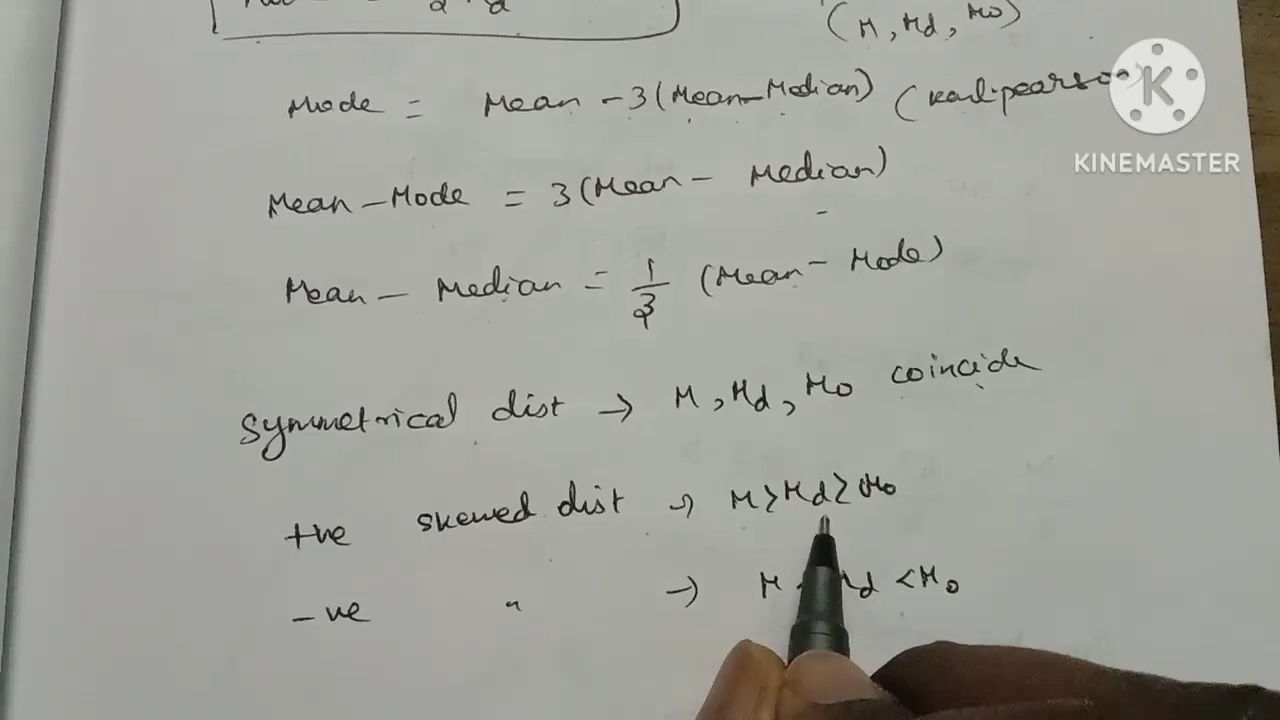 (M, Md, Mo)
Mode = Mean - 3(Mean - Median) (Karl pearson)
KINEMASTER
Mean - Mode = 3(Mean - Median)
Mean - Median = 1/3 (Mean - Mode)
Symmetrical dist → M, Md, Mo coincide
+ve skewed dist → M > Md > Mo
-ve " → M Md < Mo